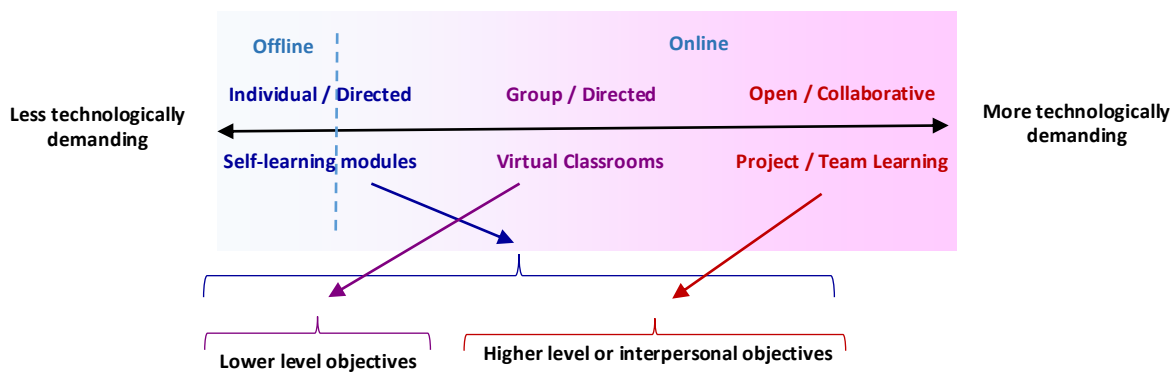 Offline
Online
Individual / Directed
Group / Directed
Open / Collaborative
Less technologically
demanding
More technologically
demanding
Self-learning modules
Virtual Classrooms
Project / Team Learning
Lower level objectives
Higher level or interpersonal objectives